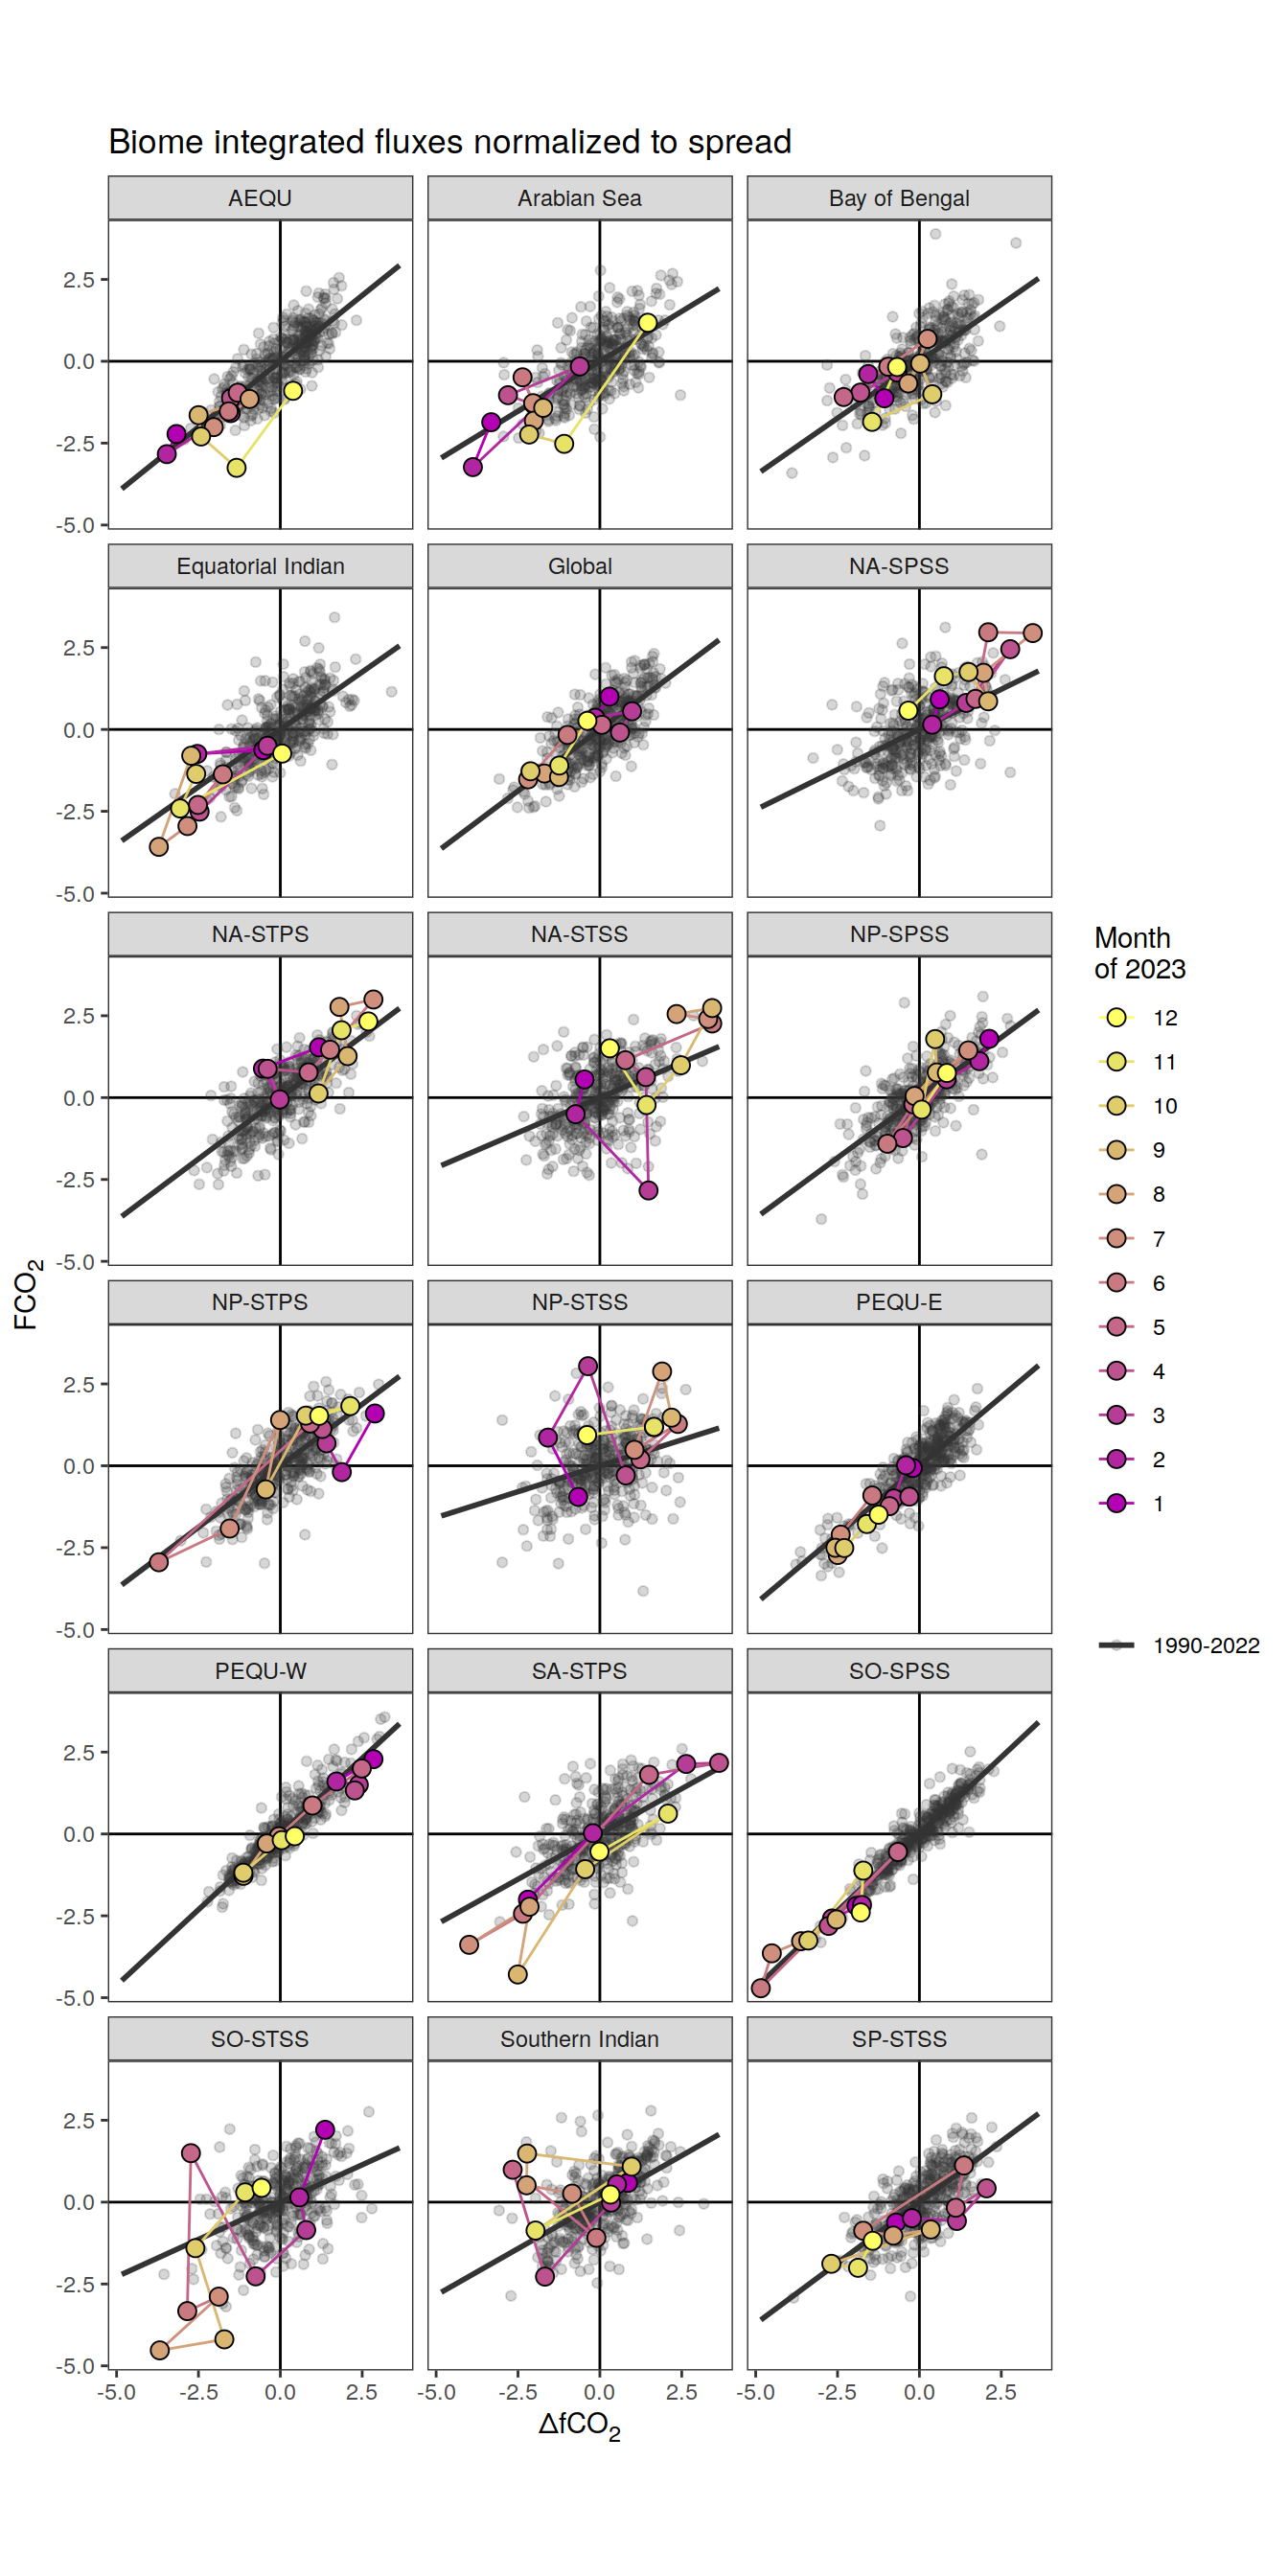 Biome integrated fluxes normalized to spread
AEQU
Arabian Sea
Bay of Bengal
2.5
0.0
-2.5
-5.0
Equatorial Indian
Global
NA-SPSS
2.5
0.0
-2.5
-5.0
NA-STPS
NA-STSS
NP-SPSS
2.5
0.0
-2.5
-5.0
NP-STPS
NP-STSS
PEQU-E
2.5
0.0
-2.5
-5.0
PEQU-W
SA-STPS
SO-SPSS
2.5
0.0
-2.5
-5.0
SO-STSS
Southern Indian
SP-STSS
2.5
0.0
-2.5
-5.0
-5.0 -2.5 0.0 2.5
-5.0 -2.5 0.0 2.5
-5.0 -2.5 0.0 2.5
ΔfCO₂
FCO₂
Month
of 2023
12
11
10
9
8
7
6
5
4
3
2
1
1990-2022